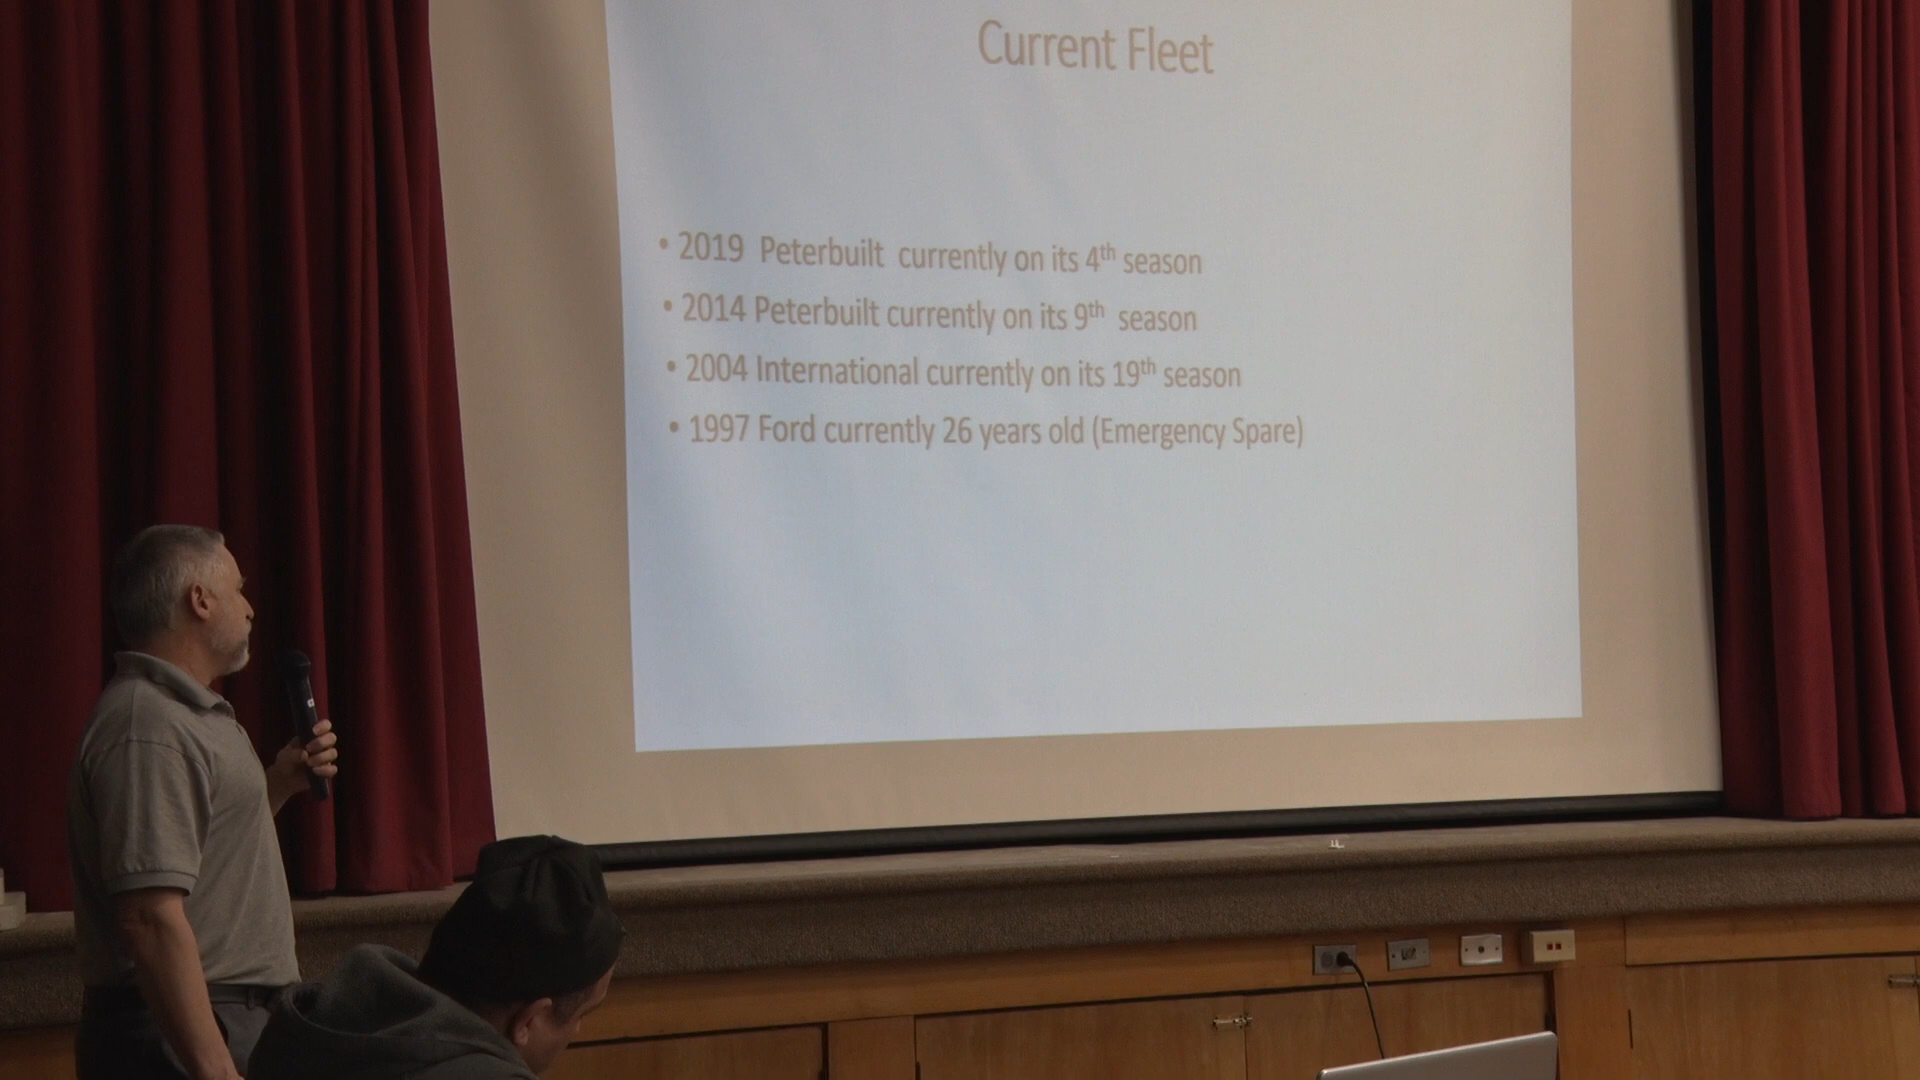 Current Fleet
• 2019 Peterbuilt currently on its 4th season
• 2014 Peterbuilt currently on its 9th season
• 2004 International currently on its 19th season
• 1997 Ford currently 26 years old (Emergency Spare)